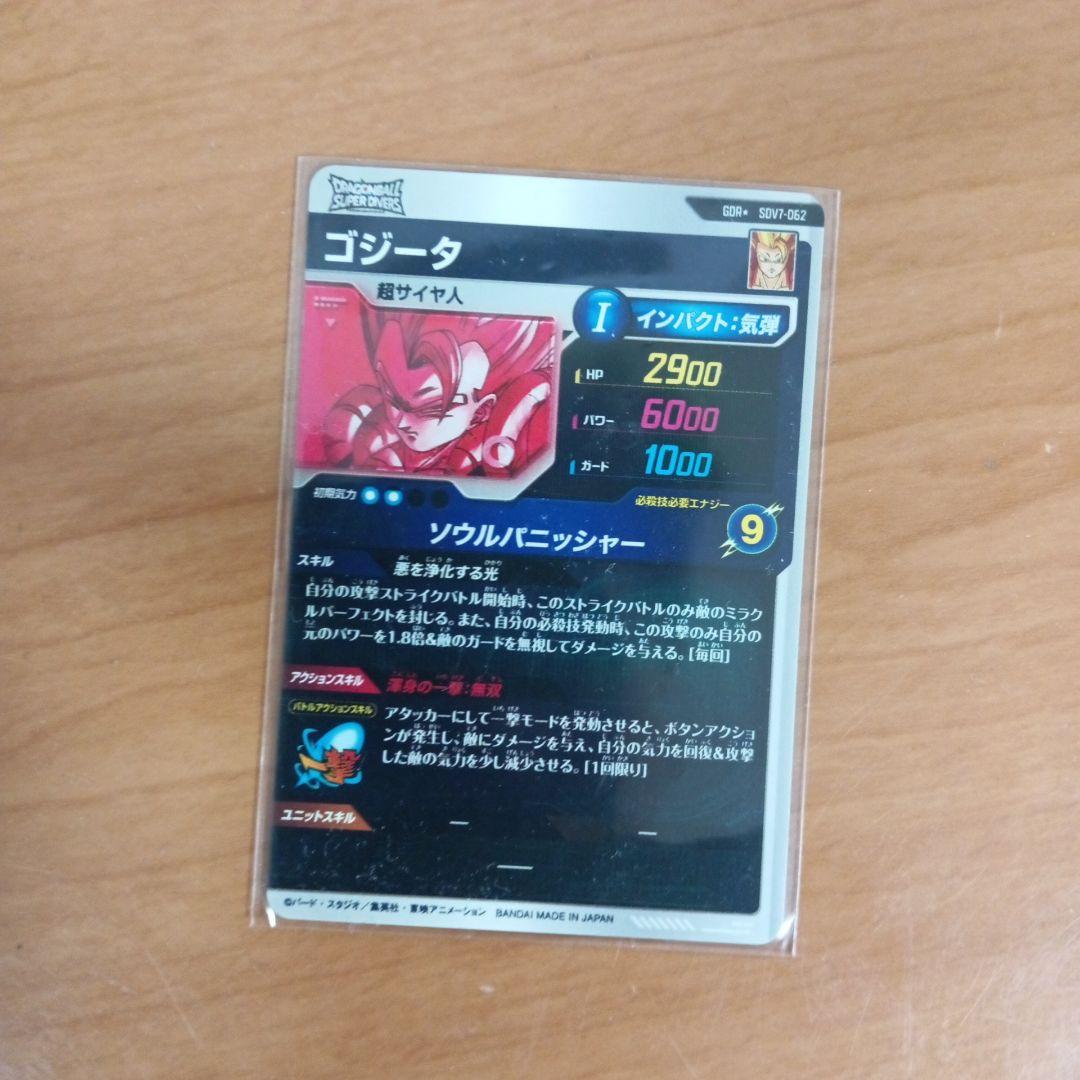 DRAGONBALL
SUPER DIVERS
GDR★ SDV7-062
ゴジータ
超サイヤ人
I インパクト:気弾
HP 2900
パワー 6000
ガード 1000
初期気力
必殺技必要エナジー
ソウルパニッシャー 9
スキル 悪を浄化する光
自分の攻撃ストライクバトル開始時、このストライクバトルのみ敵のミラク
ルパーフェクトを封じる。また、自分の必殺技発動時、この攻撃のみ自分の
元のパワーを1.8倍&敵のガードを無視してダメージを与える。[毎回]
アクションスキル 渾身の一撃:無双
バトルアクションスキル
アタッカーにして一撃モードを発動させると、ボタンアクショ
ンが発生し、敵にダメージを与え、自分の気力を回復&攻撃
した敵の気力を少し減少させる。[1回限り]
一撃
ユニットスキル — —
—
©バード・スタジオ/集英社・東映アニメーション BANDAI MADE IN JAPAN